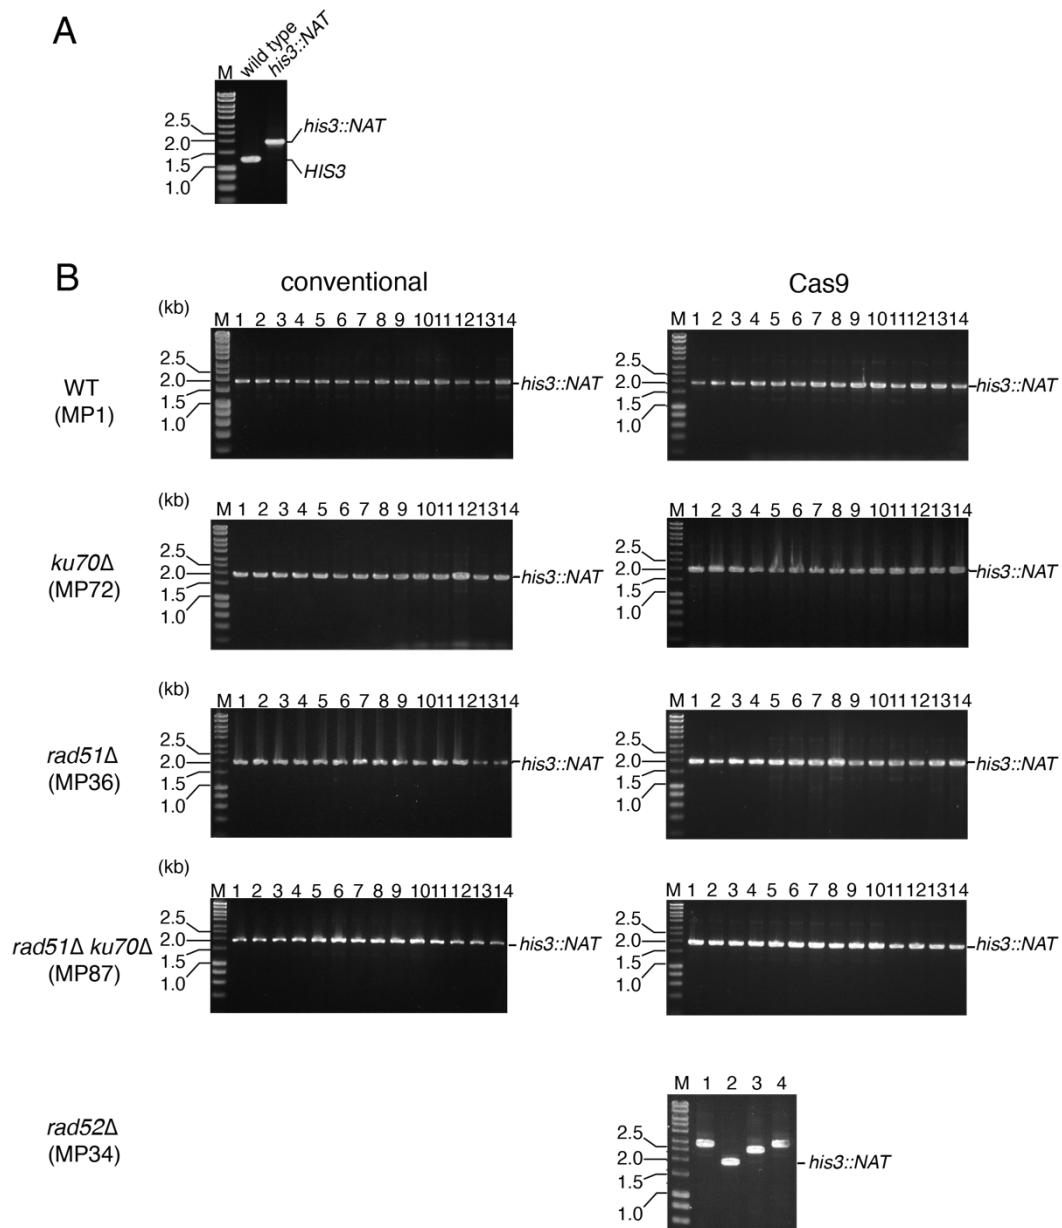 A
M wild type his3::NAT
2.5
2.0
1.5
1.0
his3::NAT
HIS3
B
conventional
Cas9
(kb)
M 1 2 3 4 5 6 7 8 9 10 11 12 13 14
M 1 2 3 4 5 6 7 8 9 10 11 12 13 14
WT
(MP1)
2.5
2.0
1.5
1.0
his3::NAT
2.5
2.0
1.5
1.0
his3::NAT
(kb)
M 1 2 3 4 5 6 7 8 9 10 11 12 13 14
M 1 2 3 4 5 6 7 8 9 10 11 12 13 14
ku70Δ
(MP72)
2.5
2.0
1.5
1.0
his3::NAT
2.5
2.0
1.5
1.0
his3::NAT
(kb)
M 1 2 3 4 5 6 7 8 9 10 11 12 13 14
M 1 2 3 4 5 6 7 8 9 10 11 12 13 14
rad51Δ
(MP36)
2.5
2.0
1.5
1.0
his3::NAT
2.5
2.0
1.5
1.0
his3::NAT
(kb)
M 1 2 3 4 5 6 7 8 9 10 11 12 13 14
M 1 2 3 4 5 6 7 8 9 10 11 12 13 14
rad51Δ ku70Δ
(MP87)
2.5
2.0
1.5
1.0
his3::NAT
2.5
2.0
1.5
1.0
his3::NAT
M 1 2 3 4
rad52Δ
(MP34)
2.5
2.0
1.5
1.0
his3::NAT